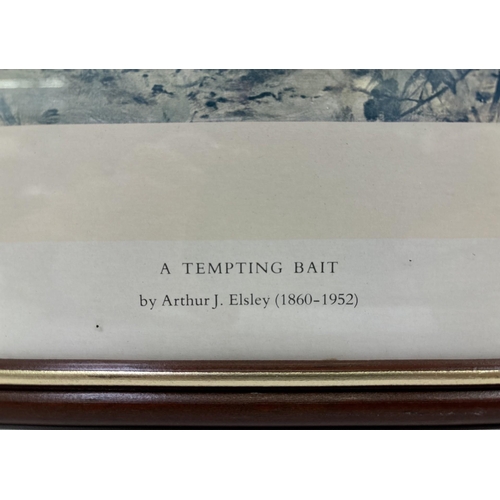 A TEMPTING BAIT
by Arthur J. Elsley (1860-1952)